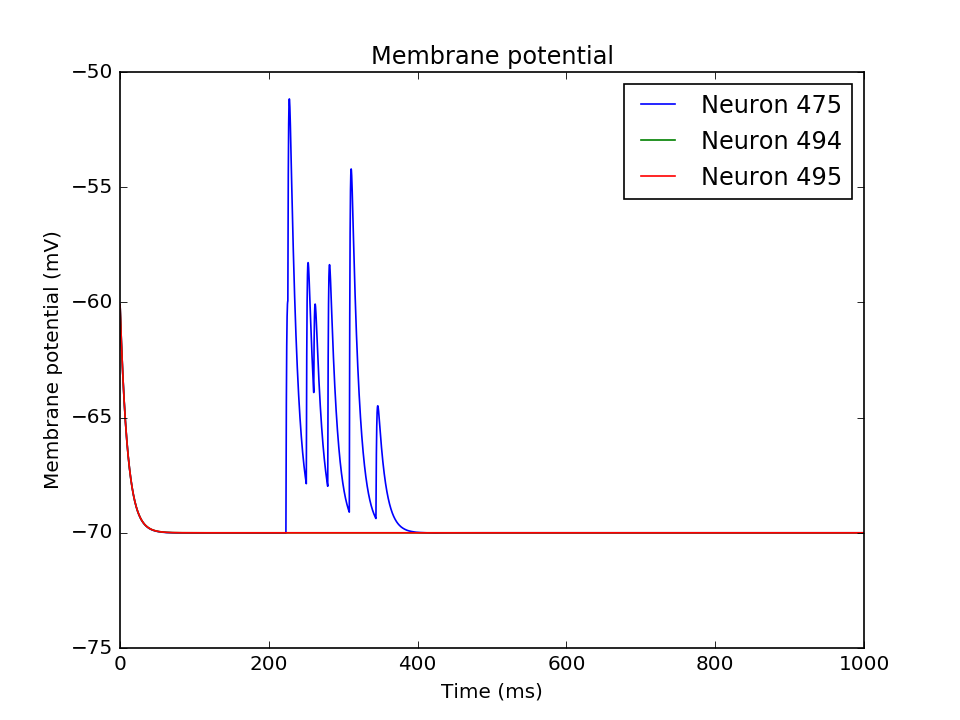 Membrane potential
Neuron 475
Neuron 494
Neuron 495
Membrane potential (mV)
−50
−55
−60
−65
−70
−75
0 200 400 600 800 1000
Time (ms)